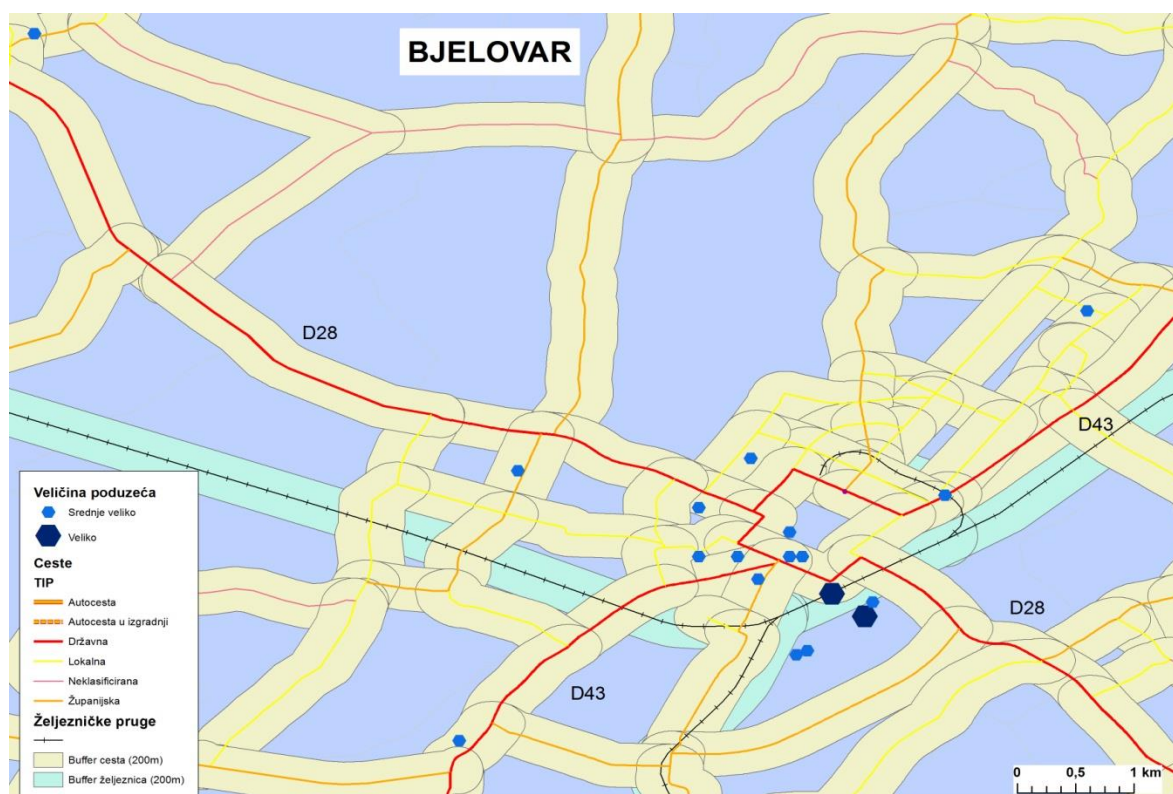 BJELOVAR
D28
D43
D28
D43
Veličina poduzeća
Srednje veliko
Veliko
Ceste
TIP
Autocesta
Autocesta u izgradnji
Državna
Lokalna
Neklasificirana
Županijska
Željezničke pruge
Buffer cesta (200m)
Buffer željeznica (200m)
0 0,5 1 km